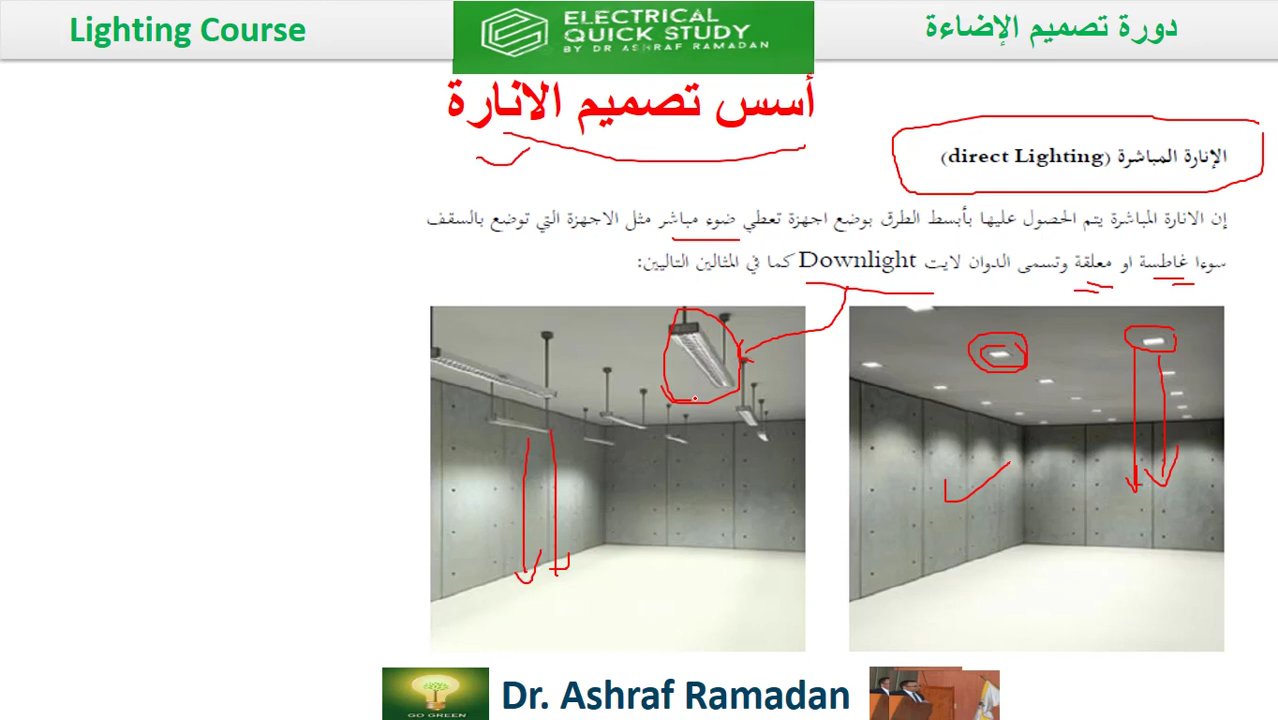 Lighting Course
ELECTRICAL
QUICK STUDY
BY DR ASHRAF RAMADAN
دورة تصميم الإضاءة
أسس تصميم الانارة
الإنارة المباشرة (direct Lighting)
إن الانارة المباشرة يتم الحصول عليها بأبسط الطرق بوضع اجهزة تعطي ضوء مباشر مثل الاجهزة التي توضع بالسقف
سوءا غاطسة او معلقة وتسمى الدوان لايت Downlight كما في المثالين التاليين:
GO GREEN
Dr. Ashraf Ramadan